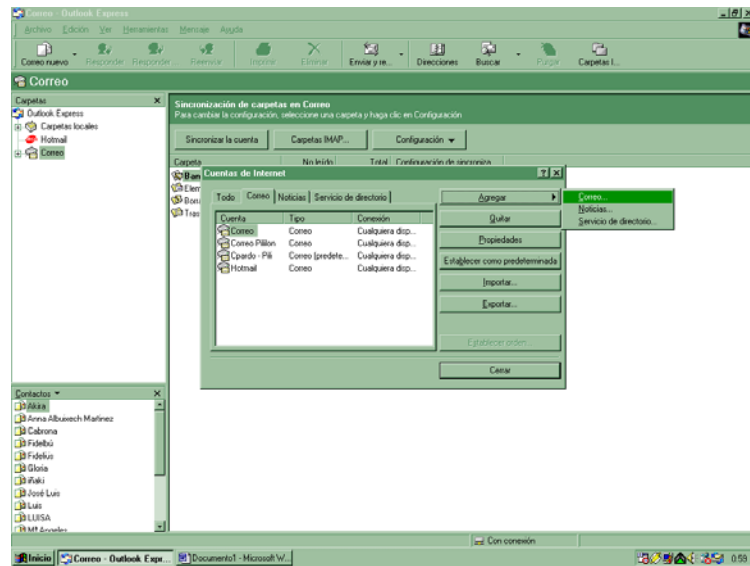 Correo - Outlook Express
Archivo Edición Ver Herramientas Mensaje Ayuda
Correo nuevo Responder Responder Reenviar Imprimir Eliminar Enviar y re... Direcciones Buscar Purgar Carpetas I...
Correo
Carpetas
Outlook Express
Carpetas locales
Hotmail
Correo
Sincronización de carpetas en Correo
Para cambiar la configuración, seleccione una carpeta y haga clic en Configuración
Sincronizar la cuenta Carpetas IMAP... Configuración
Carpeta No leído Total Configuración de sincroniza
Cuentas de Internet
Todo Correo Noticias Servicio de directorio
Cuenta Tipo Conexión
Correo Correo Cualquiera disp...
Correo Pililon Correo Cualquiera disp...
Cpardo - Pili Correo (predete... Cualquiera disp...
Hotmail Correo Cualquiera disp...
Agregar
Quitar
Propiedades
Establecer como predeterminada
Importar...
Exportar...
Establecer orden...
Cerrar
Correo...
Noticias...
Servicio de directorio...
Contactos
Akira
Anna Albuixech Martinez
Cabrona
Fidelbú
Fidelius
Gloria
iñaki
José Luis
Luis
LUISA
Mª Angeles
Con conexión
Inicio Correo - Outlook Expr... Documento1 - Microsoft W... 0:59